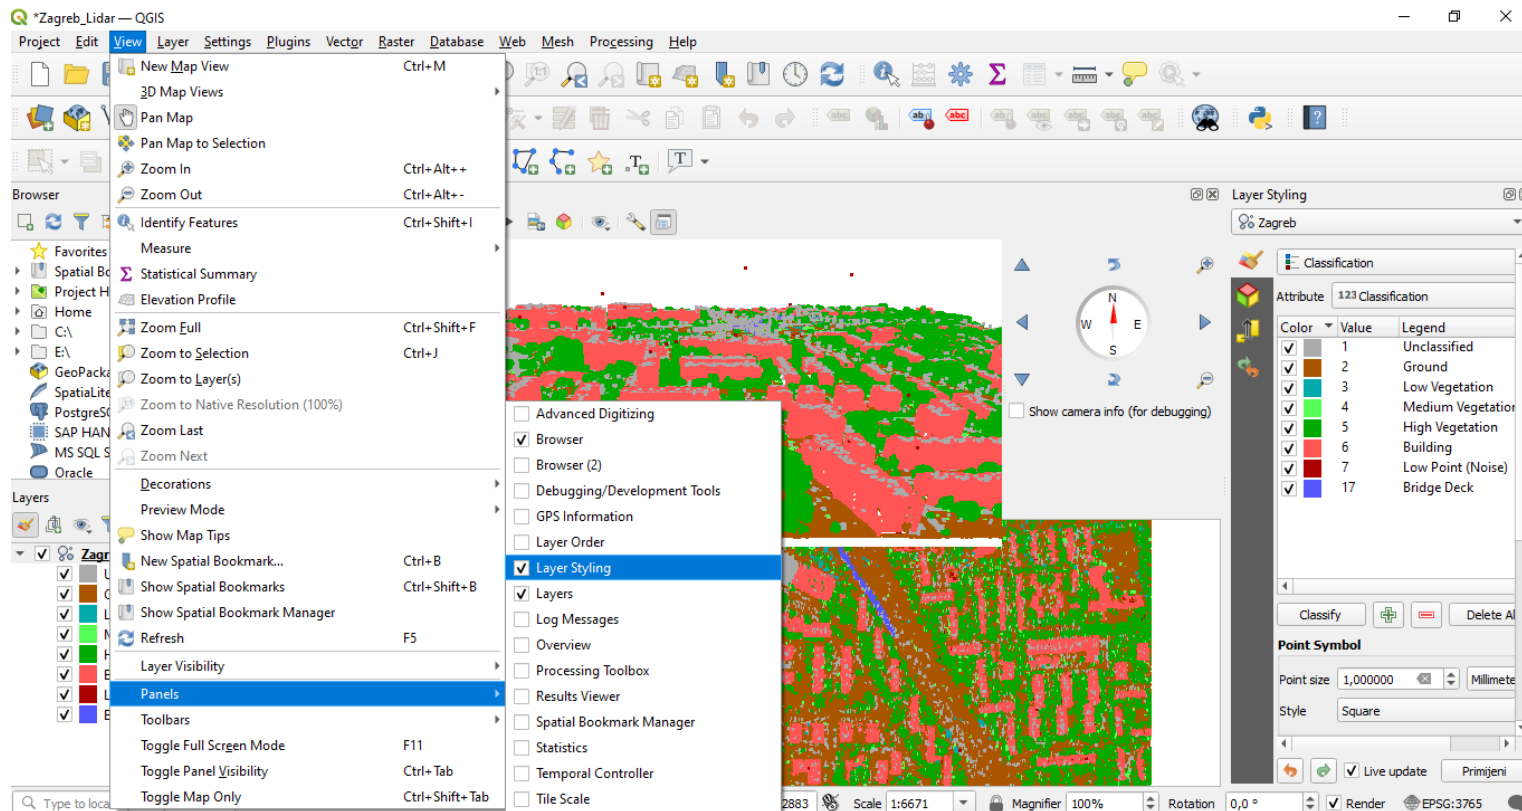 *Zagreb_Lidar — QGIS
Project Edit View Layer Settings Plugins Vector Raster Database Web Mesh Processing Help
New Map View Ctrl+M
3D Map Views
Pan Map
Pan Map to Selection
Zoom In Ctrl+Alt++
Zoom Out Ctrl+Alt+-
Identify Features Ctrl+Shift+I
Measure
Statistical Summary
Elevation Profile
Zoom Full Ctrl+Shift+F
Zoom to Selection Ctrl+J
Zoom to Layer(s)
Zoom to Native Resolution (100%)
Zoom Last
Zoom Next
Decorations
Preview Mode
Show Map Tips
New Spatial Bookmark... Ctrl+B
Show Spatial Bookmarks Ctrl+Shift+B
Show Spatial Bookmark Manager
Refresh F5
Layer Visibility
Panels
Toolbars
Toggle Full Screen Mode F11
Toggle Panel Visibility Ctrl+Tab
Toggle Map Only Ctrl+Shift+Tab
Advanced Digitizing
Browser
Browser (2)
Debugging/Development Tools
GPS Information
Layer Order
Layer Styling
Layers
Log Messages
Overview
Processing Toolbox
Results Viewer
Spatial Bookmark Manager
Statistics
Temporal Controller
Tile Scale
Browser
Favorites
Spatial Bo
Project H
Home
C:\
E:\
GeoPacka
SpatiaLite
PostgreSQ
SAP HAN
MS SQL S
Oracle
Layers
Zagr
Type to loca
abc
abc
abc
abc
abc
abc
abc
abc
T
T
N
W E
S
Show camera info (for debugging)
Layer Styling
Zagreb
Classification
Attribute 123 Classification
Color Value Legend
1 Unclassified
2 Ground
3 Low Vegetation
4 Medium Vegetation
5 High Vegetation
6 Building
7 Low Point (Noise)
17 Bridge Deck
Classify Delete Al
Point Symbol
Point size 1,000000 Millimete
Style Square
Live update Primijeni
2883 Scale 1:6671 Magnifier 100% Rotation 0,0 ° Render EPSG:3765